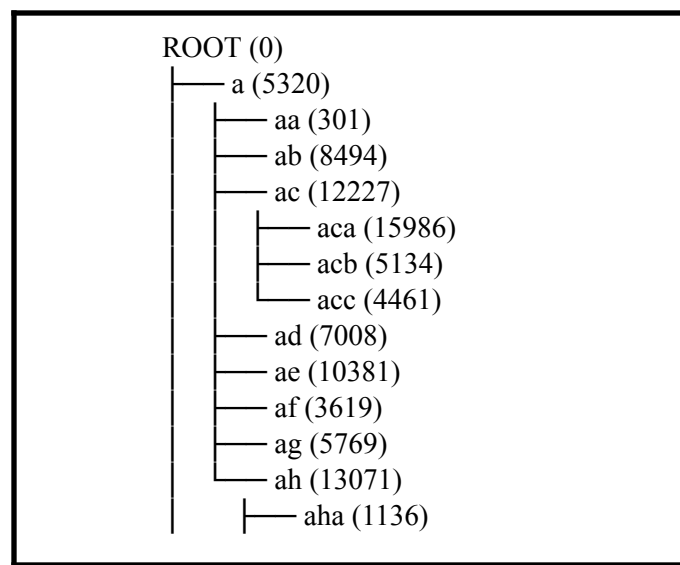 ROOT (0)
a (5320)
aa (301)
ab (8494)
ac (12227)
aca (15986)
acb (5134)
acc (4461)
ad (7008)
ae (10381)
af (3619)
ag (5769)
ah (13071)
aha (1136)